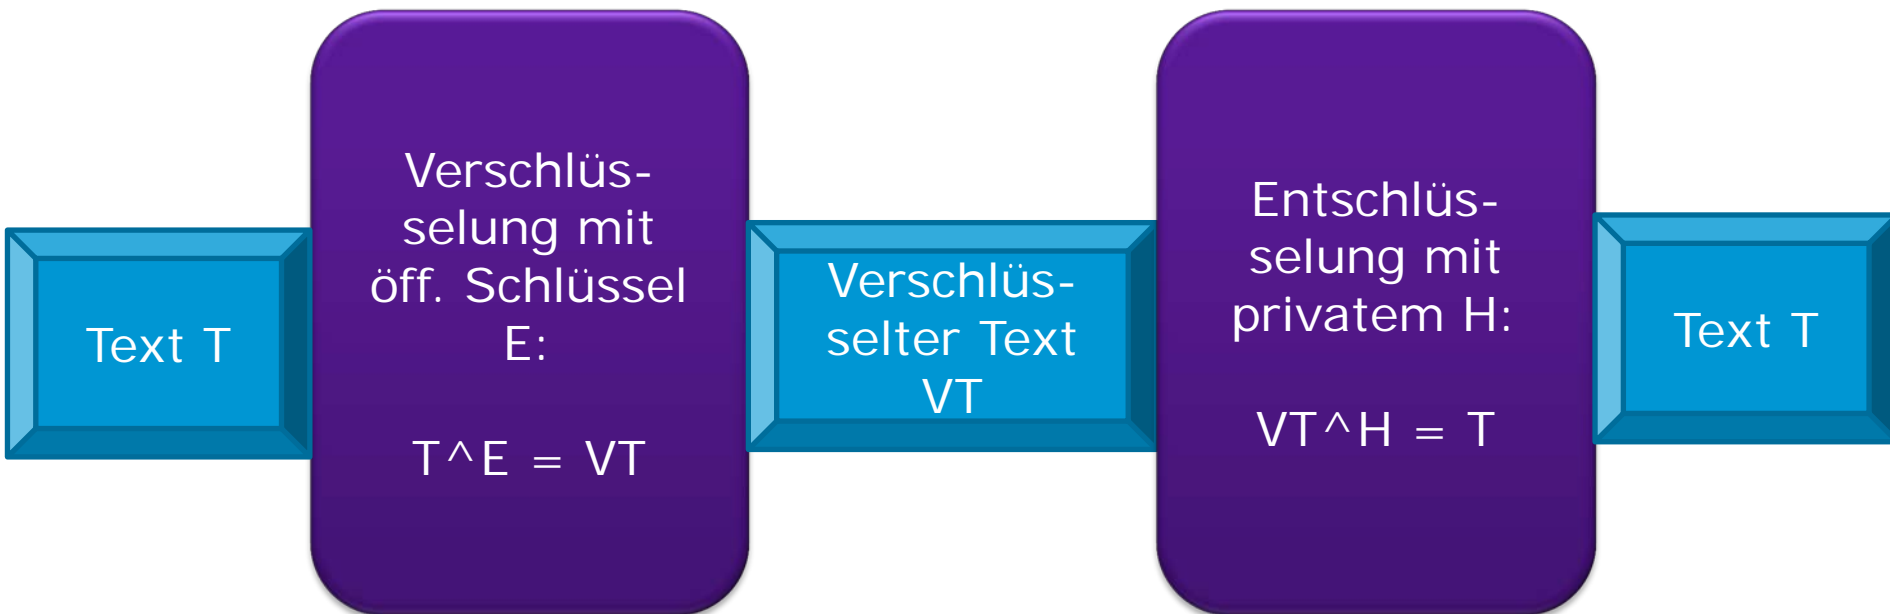 Text T
Verschlüs-
selung mit
öff. Schlüssel
E:
T^E = VT
Verschlüs-
selter Text
VT
Entschlüs-
selung mit
privatem H:
VT^H = T
Text T